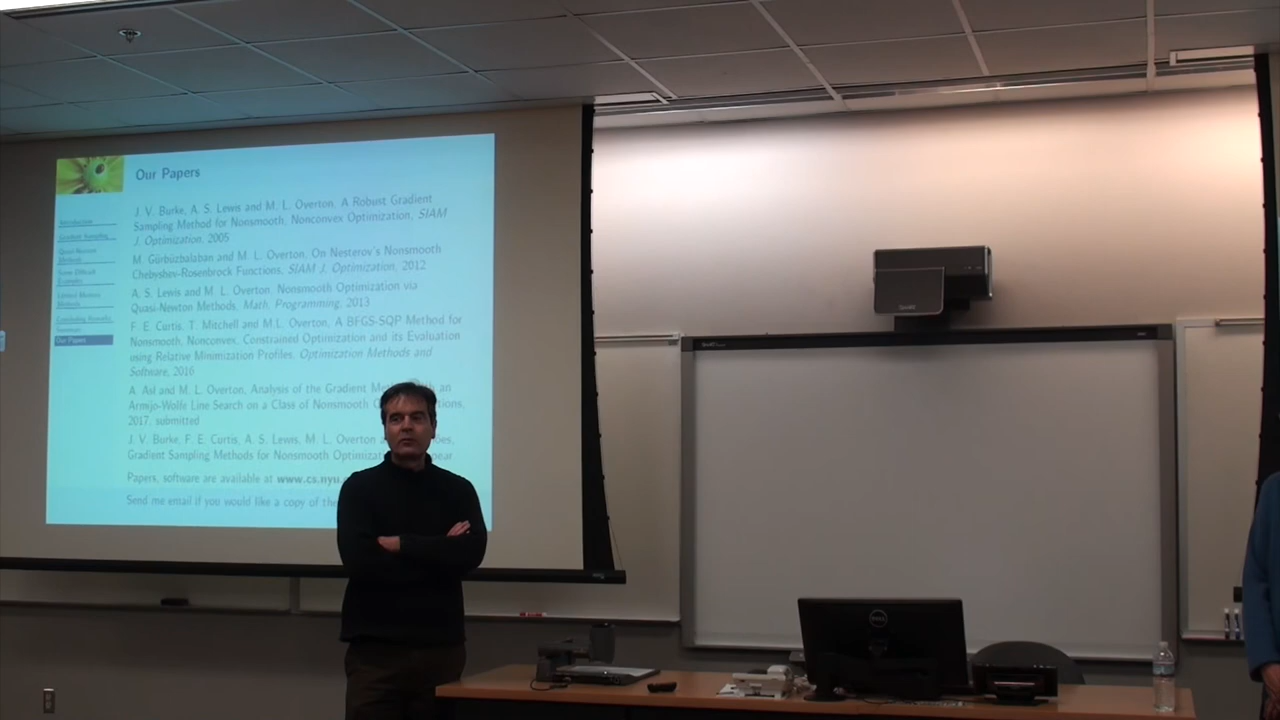 Our Papers
J. V. Burke, A. S. Lewis and M. L. Overton, A Robust Gradient
Sampling Method for Nonsmooth, Nonconvex Optimization, SIAM
J. Optimization, 2005
M. Gürbüzbalaban and M. L. Overton, On Nesterov's Nonsmooth
Chebyshev-Rosenbrock Functions, SIAM J. Optimization, 2012
A. S. Lewis and M. L. Overton, Nonsmooth Optimization via
Quasi-Newton Methods, Math. Programming, 2013
F. E. Curtis, T. Mitchell and M.L. Overton, A BFGS-SQP Method for
Nonsmooth, Nonconvex, Constrained Optimization and its Evaluation
using Relative Minimization Profiles, Optimization Methods and
Software, 2016
A. Asl and M. L. Overton, Analysis of the Gradient an
Armijo-Wolfe Line Search on a Class of Nonsmooth
2017, submitted
J. V. Burke, F. E. Curtis, A. S. Lewis, M. L. Overton
Gradient Sampling Methods for Nonsmooth
Papers, software are available at www.cs.nyu.
Send me email if you would like a copy of
Introduction
Gradient Sampling
Quasi-Newton
Methods
Some Difficult
Examples
Limited Memory
Methods
Concluding Remarks
Our Papers
DELL